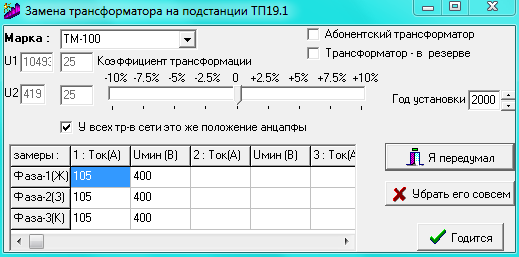 Замена трансформатора на подстанции ТП19.1
Марка : ТМ-100
Абонентский трансформатор
Трансформатор - в резерве
U1 10493 25 Коэффициент трансформации
-10% -7.5% -5% -2.5% 0 +2.5% +5% +7.5% +10%
U2 419 25
Год установки 2000
У всех тр-в сети это же положение анцапфы
замеры : 1 : Ток(А) Uмин (В) 2 : Ток(А) Uмин (В) 3 : Ток(А)
Фаза-1(Ж) 105 400
Фаза-2(З) 105 400
Фаза-3(К) 105 400
Я передумал
Убрать его совсем
Годится